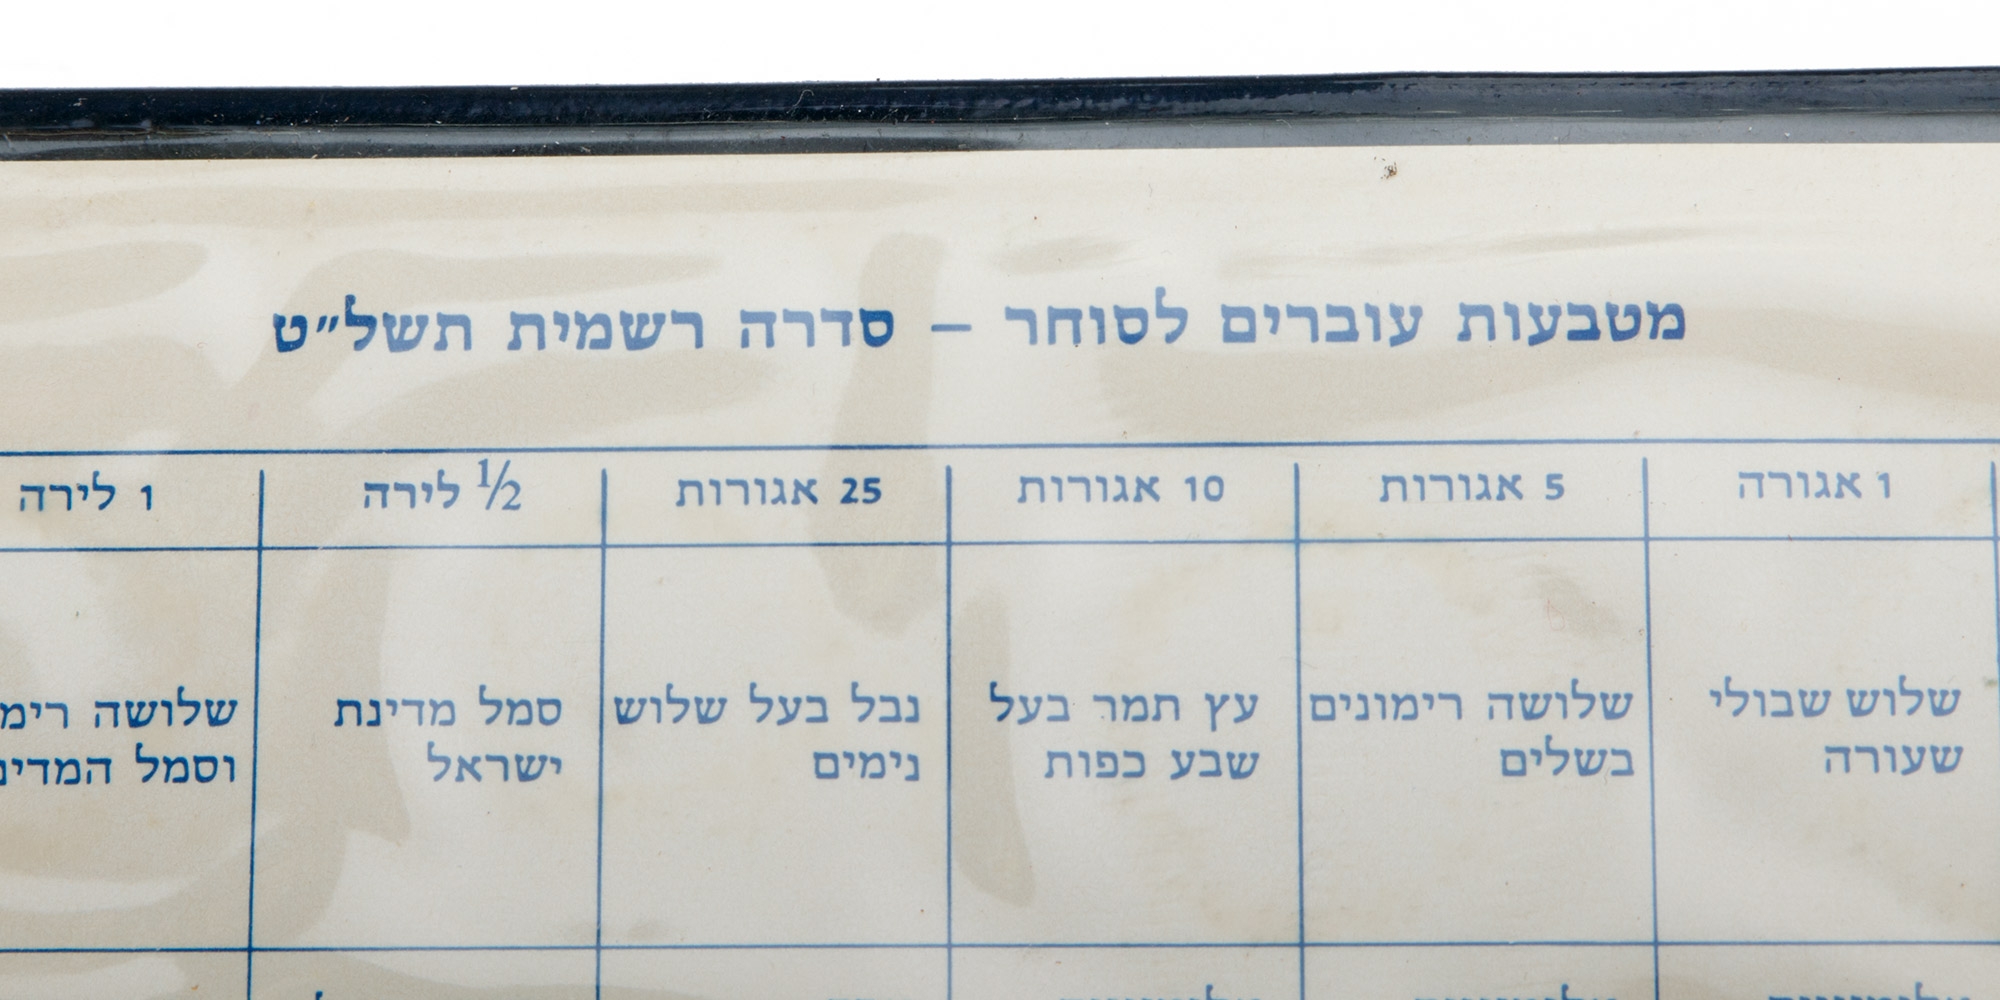 מטבעות עוברים לסוחר – סדרה רשמית תשל״ט
1 אגורה
5 אגורות
10 אגורות
25 אגורות
½ לירה
1 לירה
שלוש שבולי
שעורה
שלושה רימונים
בשלים
עץ תמר בעל
שבע כפות
נבל בעל שלוש
נימים
סמל מדינת
ישראל
שלושה
וסמל